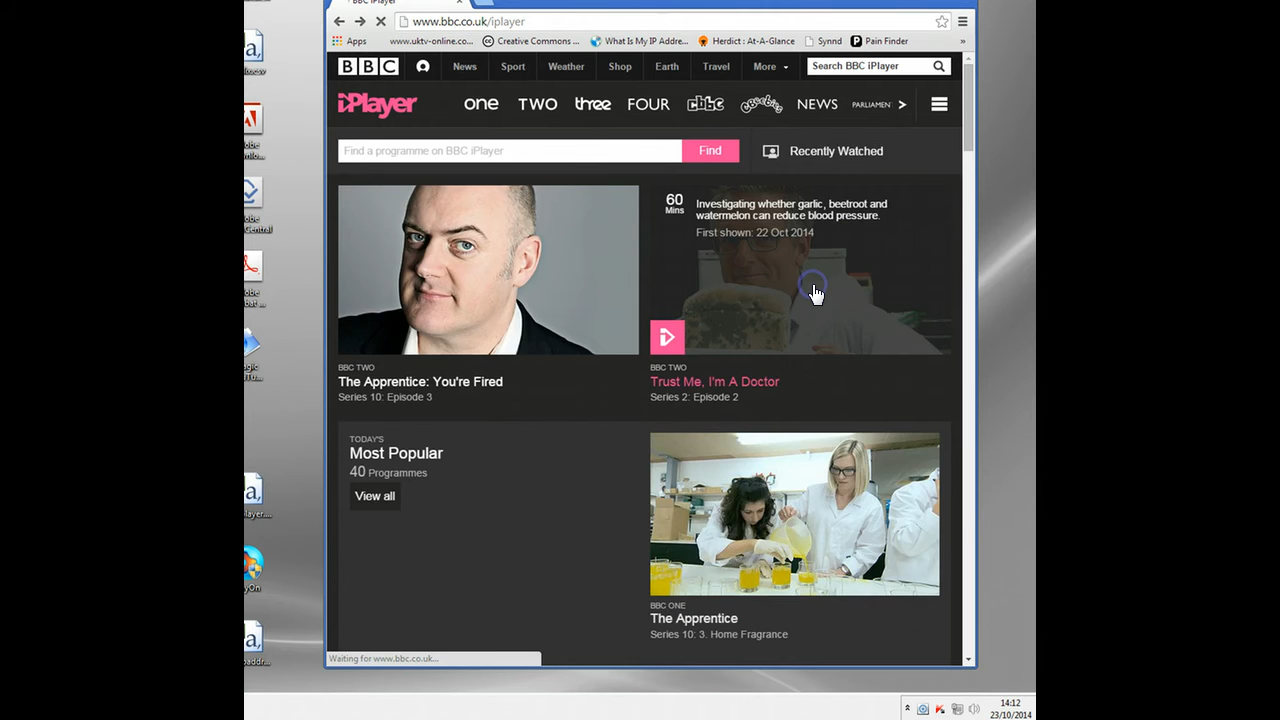 BBC iPlayer
www.bbc.co.uk/iplayer
Apps www.uktv-online.co... Creative Commons ... What Is My IP Addre... Herdict : At-A-Glance Synnd Pain Finder »
BBC News Sport Weather Shop Earth Travel More Search BBC iPlayer
iPlayer one TWO three FOUR cbbc cbeebies NEWS PARLIAMEN
Find a programme on BBC iPlayer Find Recently Watched
60 Mins
Investigating whether garlic, beetroot and
watermelon can reduce blood pressure.
First shown: 22 Oct 2014
BBC TWO
The Apprentice: You're Fired
Series 10: Episode 3
BBC TWO
Trust Me, I'm A Doctor
Series 2: Episode 2
TODAY'S
Most Popular
40 Programmes
View all
BBC ONE
The Apprentice
Series 10: 3. Home Fragrance
Waiting for www.bbc.co.uk...
14:12
23/10/2014